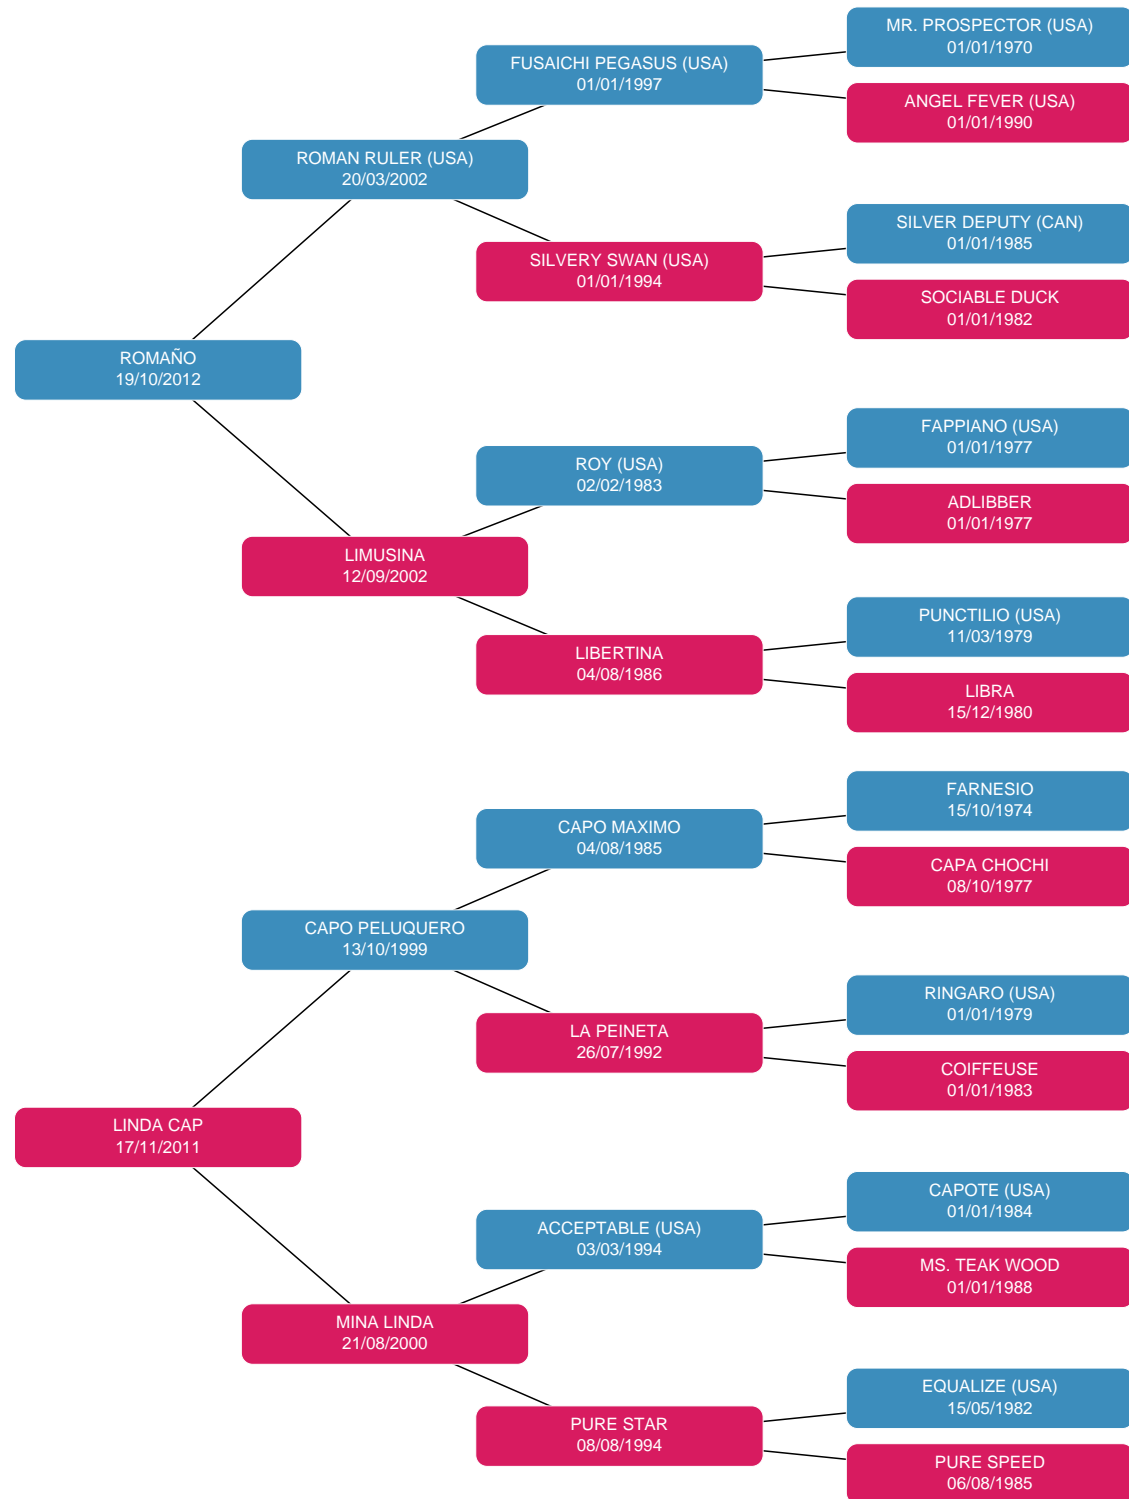 MR. PROSPECTOR (USA)
01/01/1970
FUSAICHI PEGASUS (USA)
01/01/1997
ANGEL FEVER (USA)
01/01/1990
ROMAN RULER (USA)
20/03/2002
SILVER DEPUTY (CAN)
01/01/1985
SILVERY SWAN (USA)
01/01/1994
SOCIABLE DUCK
01/01/1982
ROMAÑO
19/10/2012
FAPPIANO (USA)
01/01/1977
ROY (USA)
02/02/1983
ADLIBBER
01/01/1977
LIMUSINA
12/09/2002
PUNCTILIO (USA)
11/03/1979
LIBERTINA
04/08/1986
LIBRA
15/12/1980
FARNESIO
15/10/1974
CAPO MAXIMO
04/08/1985
CAPA CHOCHI
08/10/1977
CAPO PELUQUERO
13/10/1999
RINGARO (USA)
01/01/1979
LA PEINETA
26/07/1992
COIFFEUSE
01/01/1983
LINDA CAP
17/11/2011
CAPOTE (USA)
01/01/1984
ACCEPTABLE (USA)
03/03/1994
MS. TEAK WOOD
01/01/1988
MINA LINDA
21/08/2000
EQUALIZE (USA)
15/05/1982
PURE STAR
08/08/1994
PURE SPEED
06/08/1985